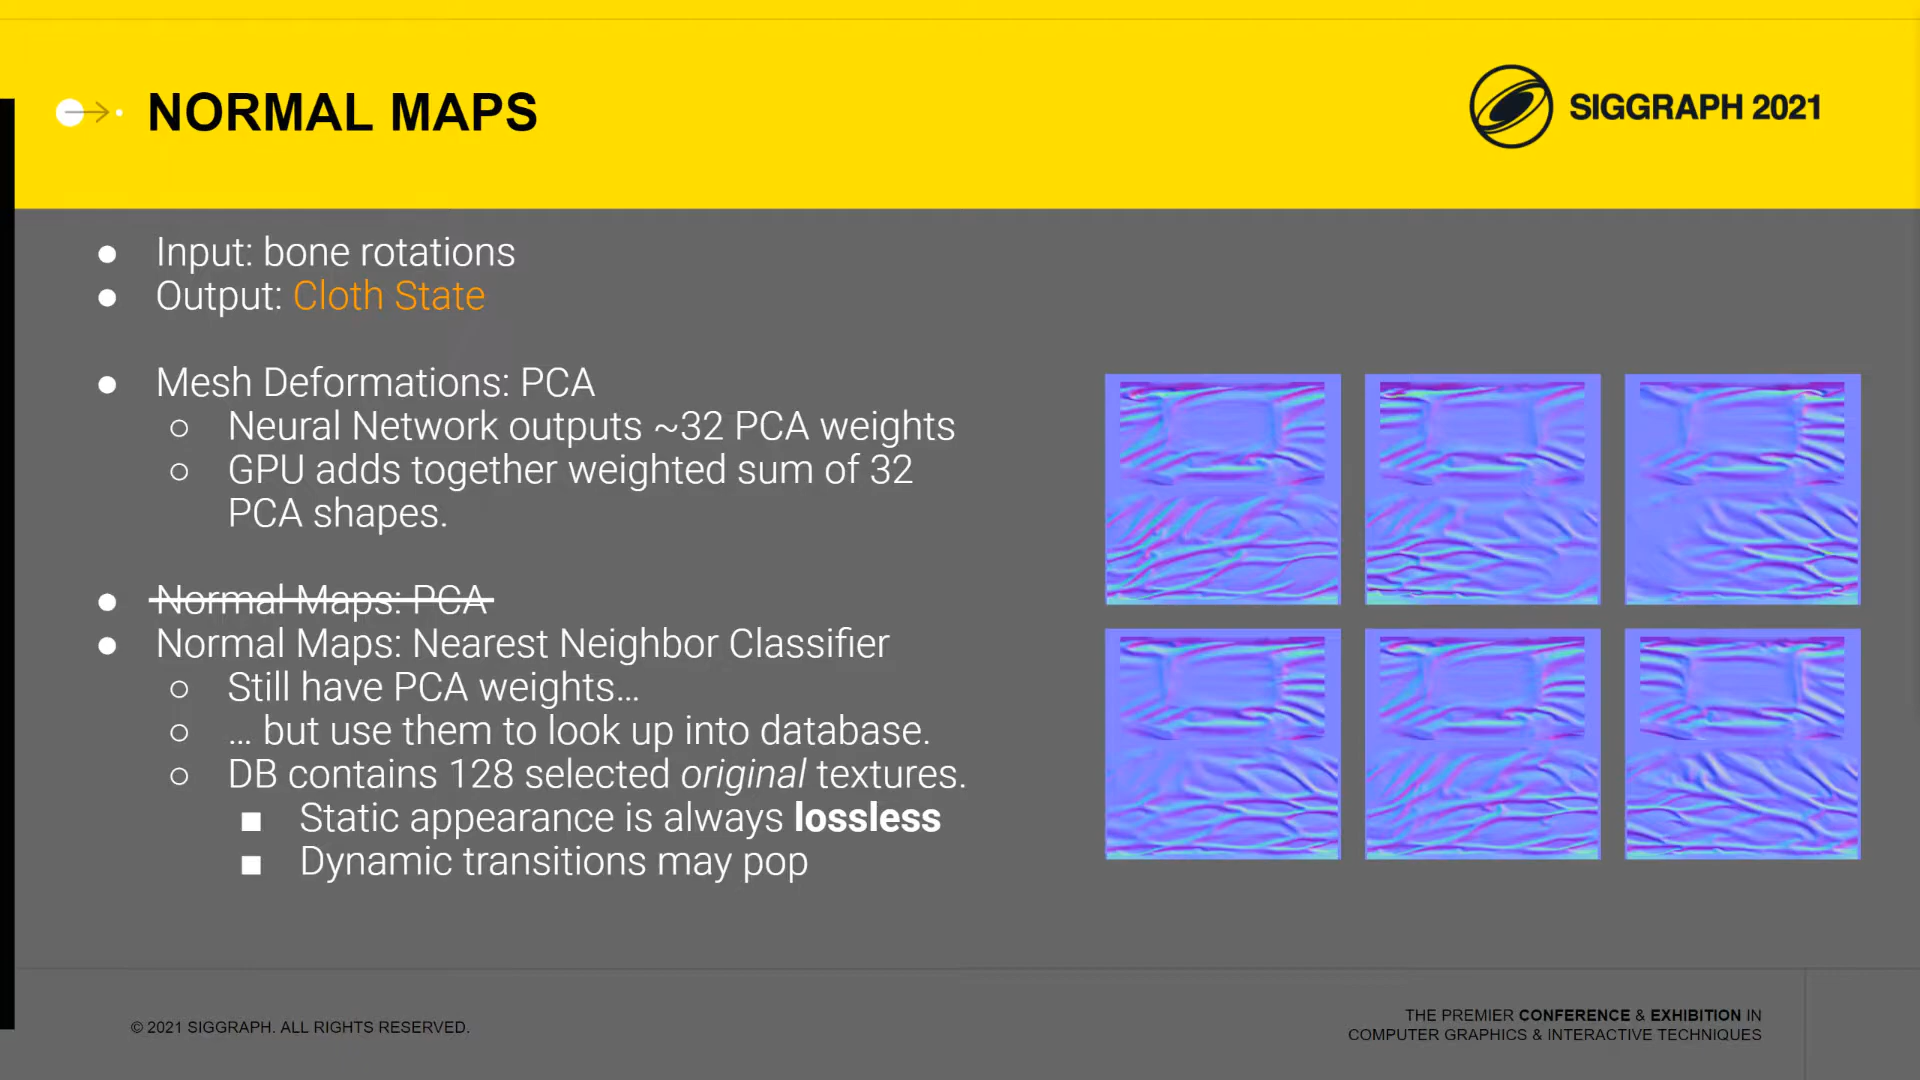 NORMAL MAPS
SIGGRAPH 2021
● Input: bone rotations
● Output: Cloth State
● Mesh Deformations: PCA
○ Neural Network outputs ~32 PCA weights
○ GPU adds together weighted sum of 32
PCA shapes.
● Normal Maps: PCA
● Normal Maps: Nearest Neighbor Classifier
○ Still have PCA weights...
○ ... but use them to look up into database.
○ DB contains 128 selected original textures.
■ Static appearance is always lossless
■ Dynamic transitions may pop
© 2021 SIGGRAPH. ALL RIGHTS RESERVED.
THE PREMIER CONFERENCE & EXHIBITION IN
COMPUTER GRAPHICS & INTERACTIVE TECHNIQUES